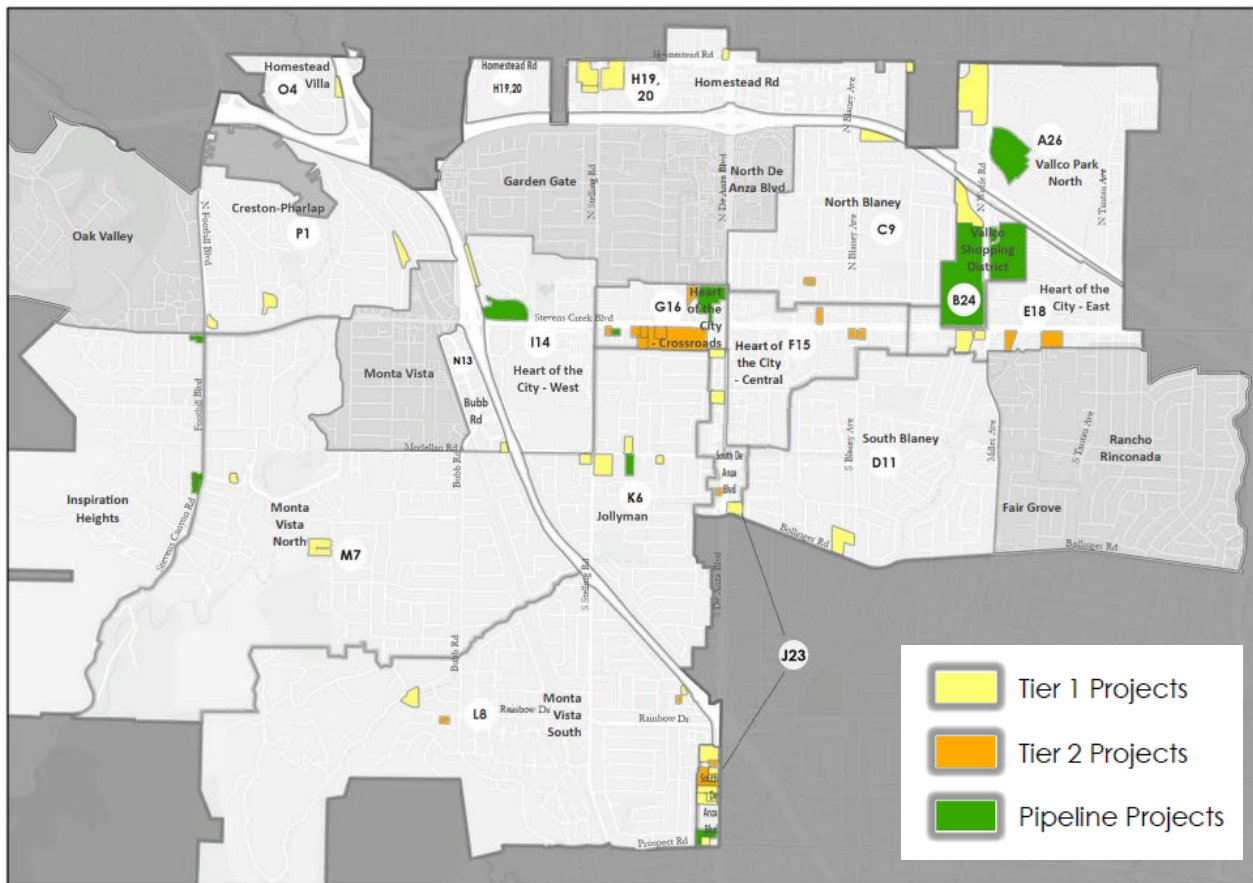 Homestead Rd
Homestead
Villa
O4
Homestead Rd
H19,20
H19,
20
Homestead Rd
N Blaney Ave
A26
Vallco Park
North
N Wolfe Rd
N Tantau Ave
Oak Valley
N Foothill Blvd
Creston-Pharlap
P1
Garden Gate
N Stelling Rd
N De Anza Blvd
North De
Anza Blvd
North Blaney
C9
N Blaney Ave
Vallco
Shopping
District
B24
Heart of the
City - East
E18
G16
Heart
of the
City
- Crossroads
Stevens Creek Blvd
I14
Heart of the
City - West
F15
Heart of
the City
- Central
Monta Vista
N13
Bubb
Rd
Foothill Blvd
Mcclellan Rd
Bubb Rd
South De
Anza
Blvd
S Blaney Ave
South Blaney
D11
Miller Ave
S Tantau Ave
Rancho
Rinconada
Fair Grove
Bollinger Rd
Bollinger Rd
Inspiration
Heights
Stevens Canyon Rd
Monta
Vista
North
M7
K6
Jollyman
S Stelling Rd
S De Anza Blvd
J23
Bubb Rd
L8
Rainbow Dr
Monta
Vista
South
Rainbow Dr
South
De
Anza
Blvd
Prospect Rd
Tier 1 Projects
Tier 2 Projects
Pipeline Projects